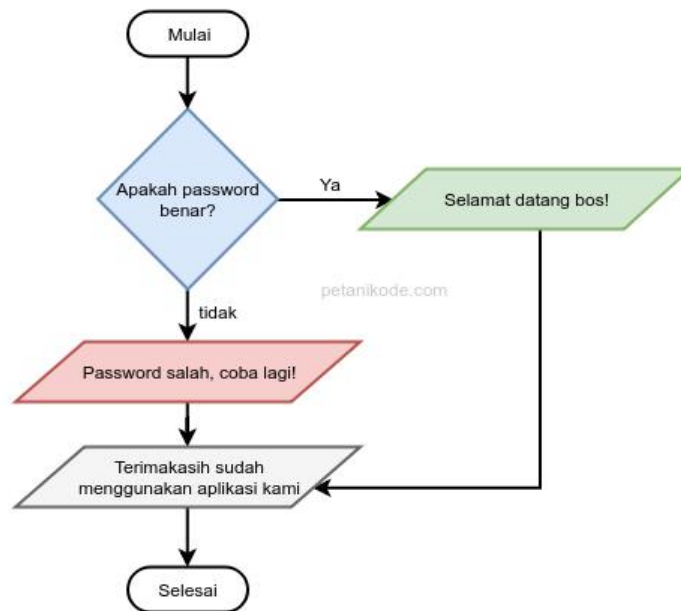 Mulai
Apakah password
benar?
Ya
Selamat datang bos!
petanikode.com
tidak
Password salah, coba lagi!
Terimakasih sudah
menggunakan aplikasi kami
Selesai